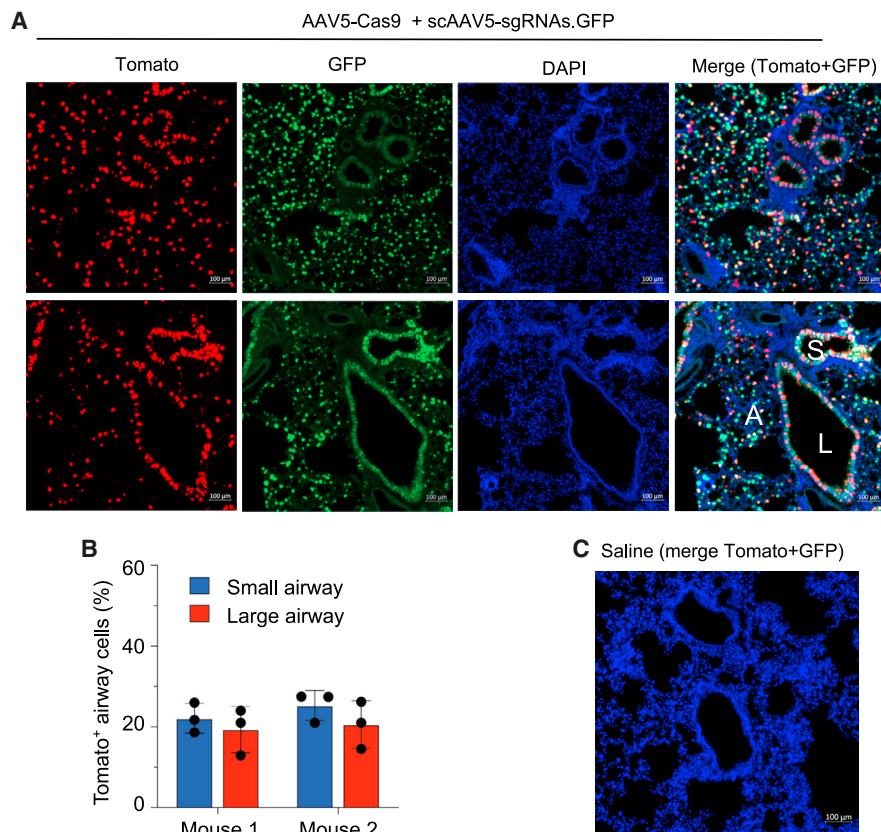 A
AAV5-Cas9 + scAAV5-sgRNAs.GFP
Tomato
GFP
DAPI
Merge (Tomato+GFP)
100 µm
100 µm
100 µm
100 µm
S
A
L
100 µm
100 µm
100 µm
100 µm
B
Tomato⁺ airway cells (%)
60
40
20
0
Small airway
Large airway
Mouse 1
Mouse 2
C
Saline (merge Tomato+GFP)
100 µm